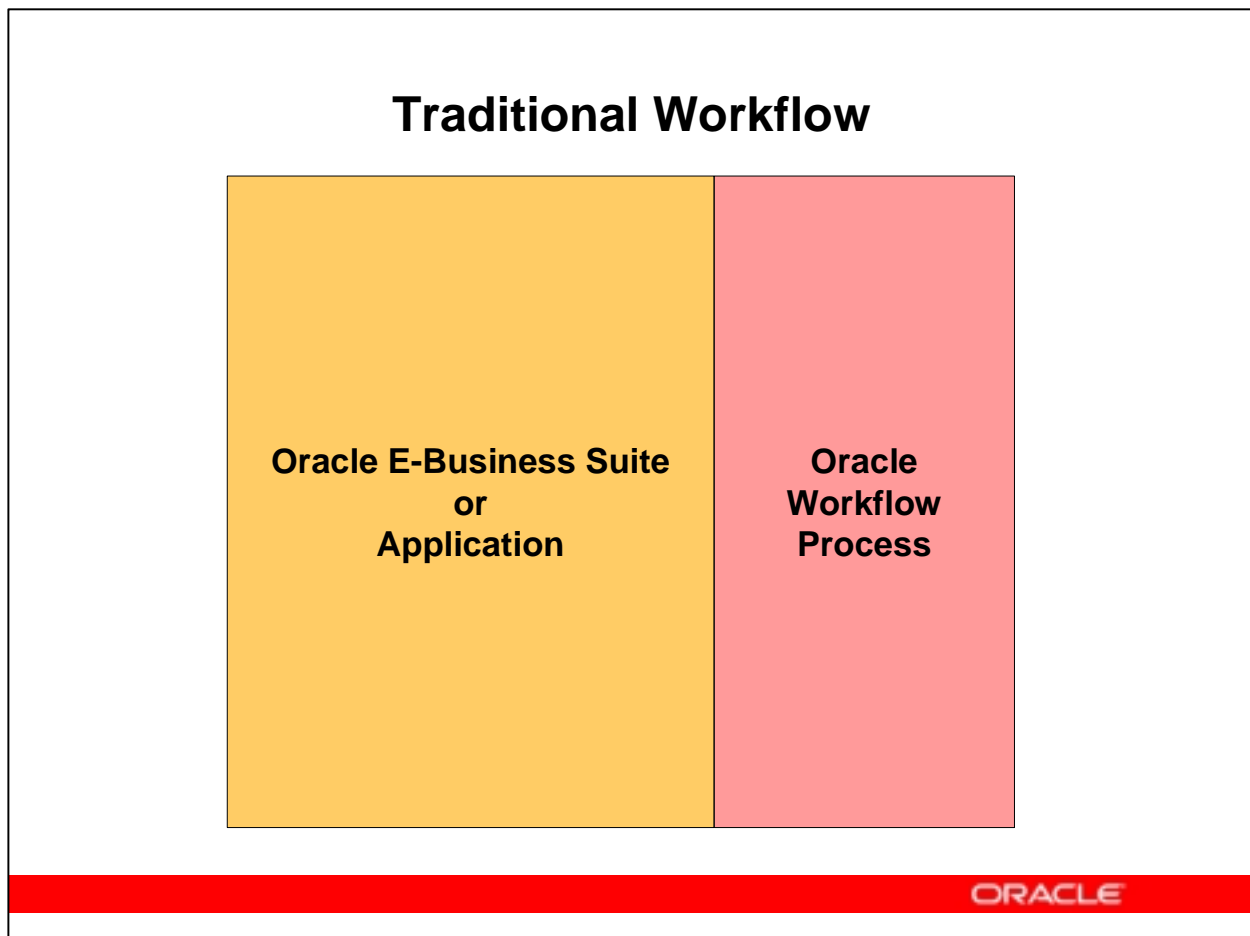 Traditional Workflow
Oracle E-Business Suite
or
Application
Oracle
Workflow
Process
ORACLE